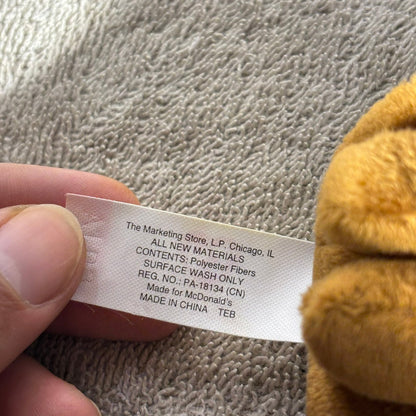 The Marketing Store, L.P. Chicago, IL
ALL NEW MATERIALS
CONTENTS: Polyester Fibers
SURFACE WASH ONLY
REG. NO.: PA-18134 (CN)
Made for McDonald's
MADE IN CHINA TEB